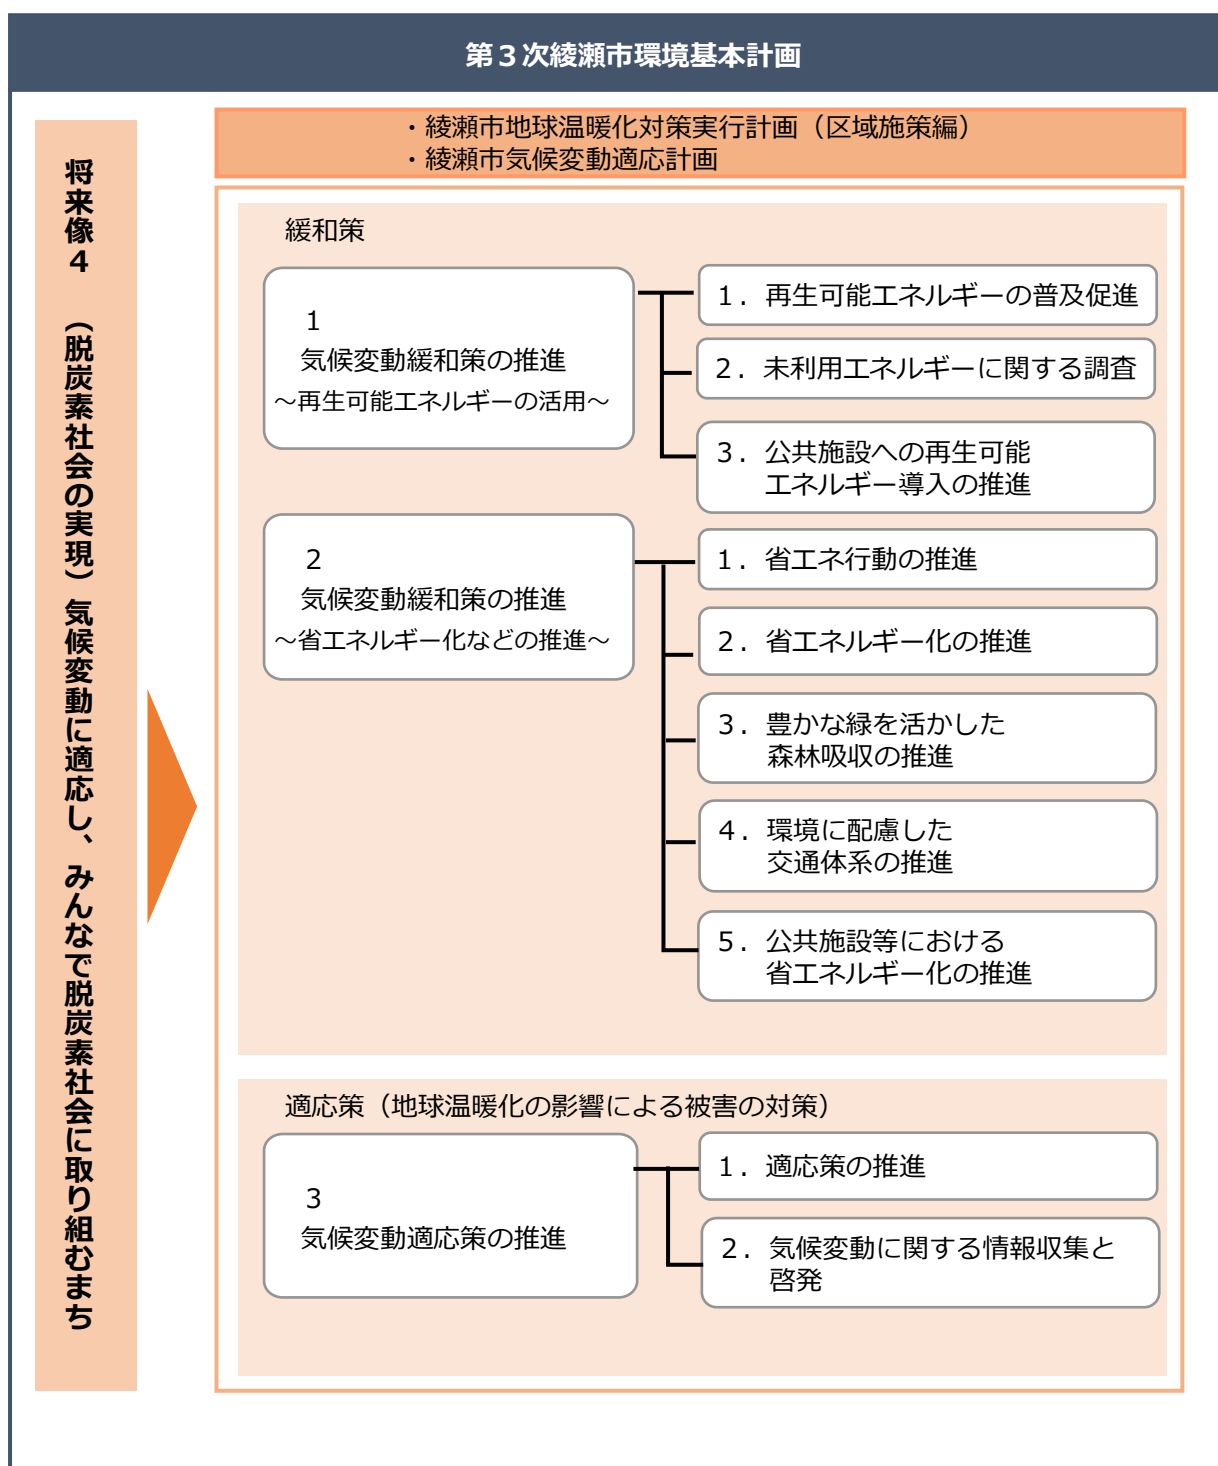 第３次綾瀬市環境基本計画
将来像４　（脱炭素社会の実現）気候変動に適応し、みんなで脱炭素社会に取り組むまち
・綾瀬市地球温暖化対策実行計画（区域施策編）
・綾瀬市気候変動適応計画
緩和策
1
気候変動緩和策の推進
～再生可能エネルギーの活用～
１．再生可能エネルギーの普及促進
２．未利用エネルギーに関する調査
３．公共施設への再生可能
エネルギー導入の推進
2
気候変動緩和策の推進
～省エネルギー化などの推進～
１．省エネ行動の推進
２．省エネルギー化の推進
３．豊かな緑を活かした
森林吸収の推進
４．環境に配慮した
交通体系の推進
５．公共施設等における
省エネルギー化の推進
適応策（地球温暖化の影響による被害の対策）
3
気候変動適応策の推進
１．適応策の推進
２．気候変動に関する情報収集と
啓発